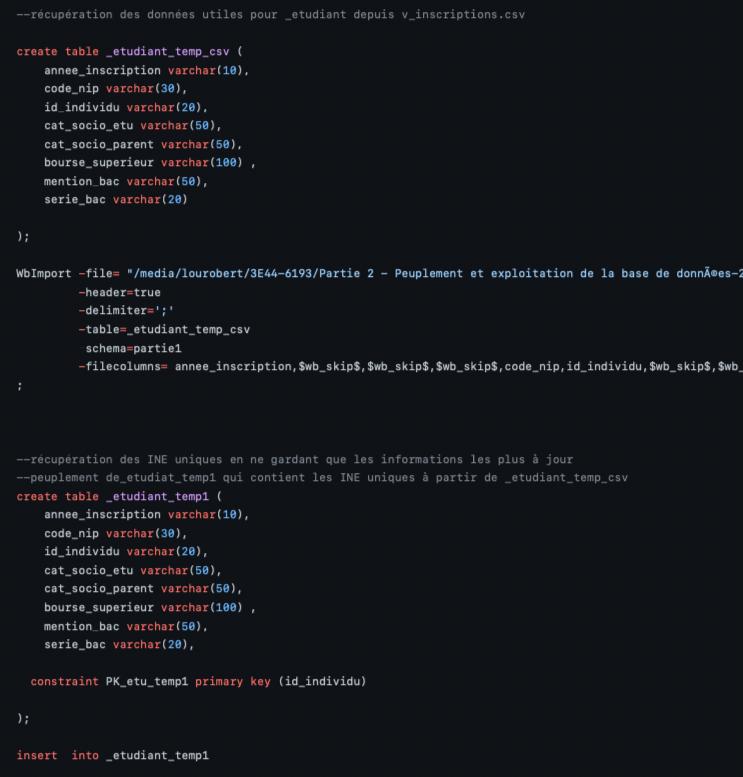 --récupération des données utiles pour _etudiant depuis v_inscriptions.csv
create table _etudiant_temp_csv (
annee_inscription varchar(10),
code_nip varchar(30),
id_individu varchar(20),
cat_socio_etu varchar(50),
cat_socio_parent varchar(50),
bourse_superieur varchar(100) ,
mention_bac varchar(50),
serie_bac varchar(20)
);
WbImport -file= "/media/lourobert/3E44-6193/Partie 2 - Peuplement et exploitation de la base de donnÃ©es-2
-header=true
-delimiter=';'
-table=_etudiant_temp_csv
schema=partie1
-filecolumns= annee_inscription,$wb_skip$,$wb_skip$,$wb_skip$,code_nip,id_individu,$wb_skip$,$wb_
;
--récupération des INE uniques en ne gardant que les informations les plus à jour
--peuplement de_etudiat_temp1 qui contient les INE uniques à partir de _etudiant_temp_csv
create table _etudiant_temp1 (
annee_inscription varchar(10),
code_nip varchar(30),
id_individu varchar(20),
cat_socio_etu varchar(50),
cat_socio_parent varchar(50),
bourse_superieur varchar(100) ,
mention_bac varchar(50),
serie_bac varchar(20),
constraint PK_etu_temp1 primary key (id_individu)
);
insert  into _etudiant_temp1